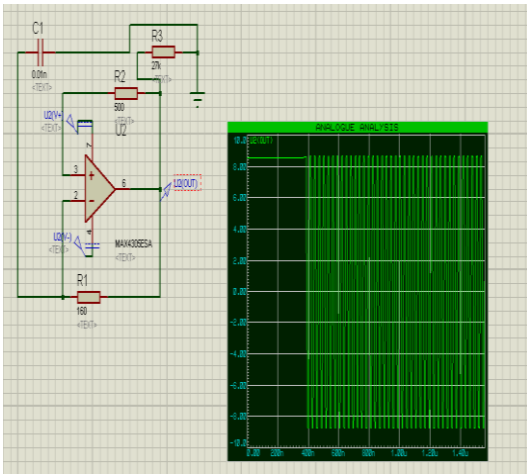 C1
0.01n
<TEXT>
R3
27k
<TEXT>
R2
500
<TEXT>
U2(V+)
<TEXT>
U2
7
3
2
6
4
U2(OUT)
U2(V-)
<TEXT>
MAX4305ESA
<TEXT>
R1
160
<TEXT>
ANALOGUE ANALYSIS
10.0
U2(OUT)
8.00
6.00
4.00
2.00
0.00
-2.00
-4.00
-6.00
-8.00
-10.0
0.00 200n 400n 600n 800n 1.00u 1.20u 1.40u